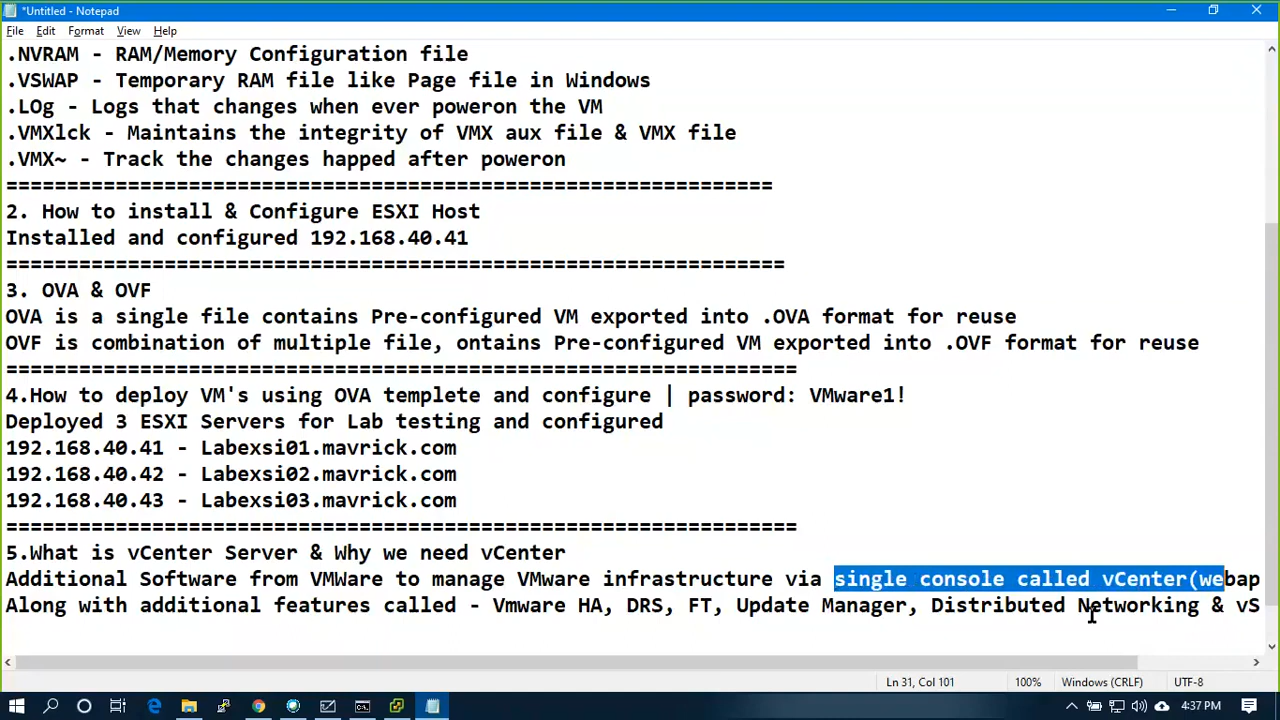 *Untitled - Notepad
File Edit Format View Help
.NVRAM - RAM/Memory Configuration file
.VSWAP - Temporary RAM file like Page file in Windows
.LOg - Logs that changes when ever poweron the VM
.VMXlck - Maintains the integrity of VMX aux file & VMX file
.VMX~ - Track the changes happed after poweron
===============================================================
2. How to install & Configure ESXI Host
Installed and configured 192.168.40.41
================================================================
3. OVA & OVF
OVA is a single file contains Pre-configured VM exported into .OVA format for reuse
OVF is combination of multiple file, ontains Pre-configured VM exported into .OVF format for reuse
=================================================================
4.How to deploy VM's using OVA templete and configure | password: VMware1!
Deployed 3 ESXI Servers for Lab testing and configured
192.168.40.41 - Labexsi01.mavrick.com
192.168.40.42 - Labexsi02.mavrick.com
192.168.40.43 - Labexsi03.mavrick.com
=================================================================
5.What is vCenter Server & Why we need vCenter
Additional Software from VMWare to manage VMware infrastructure via single console called vCenter(webap
Along with additional features called - Vmware HA, DRS, FT, Update Manager, Distributed Networking & vS
Ln 31, Col 101 100% Windows (CRLF) UTF-8
4:37 PM